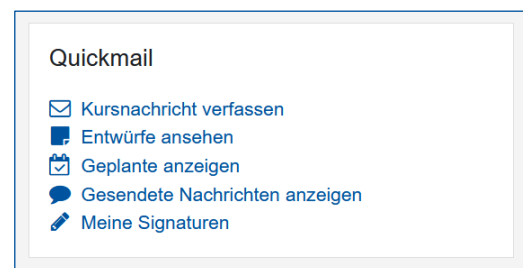 Quickmail
Kursnachricht verfassen
Entwürfe ansehen
Geplante anzeigen
Gesendete Nachrichten anzeigen
Meine Signaturen